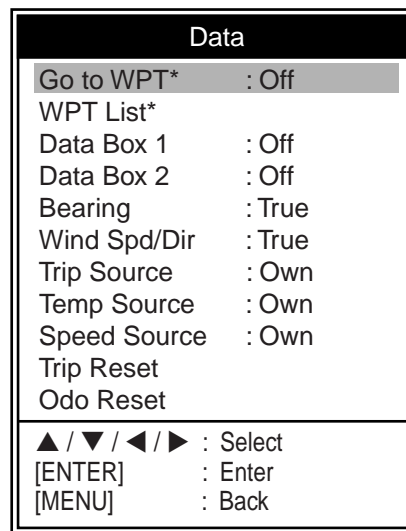 Data
Go to WPT* : Off
WPT List*
Data Box 1 : Off
Data Box 2 : Off
Bearing : True
Wind Spd/Dir : True
Trip Source : Own
Temp Source : Own
Speed Source : Own
Trip Reset
Odo Reset
▲ / ▼ / ◀ / ▶ : Select
[ENTER] : Enter
[MENU] : Back